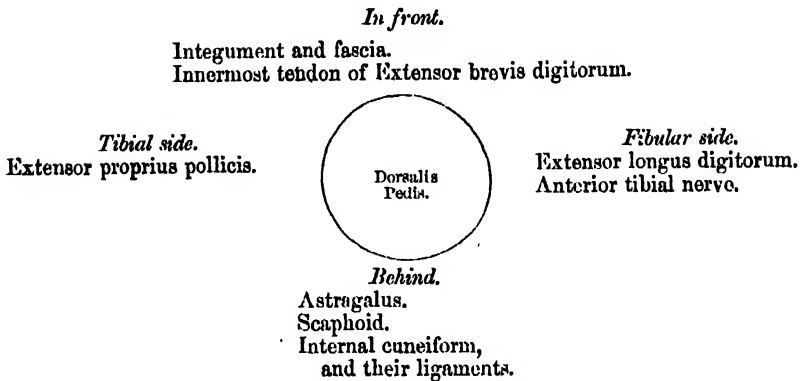 In front.
Integument and fascia.
Innermost tendon of Extensor brevis digitorum.
Tibial side.
Extensor proprius pollicis.
Dorsalis
Pedis.
Fibular side.
Extensor longus digitorum.
Anterior tibial nerve.
Behind.
Astragalus.
Scaphoid.
Internal cuneiform,
and their ligaments.